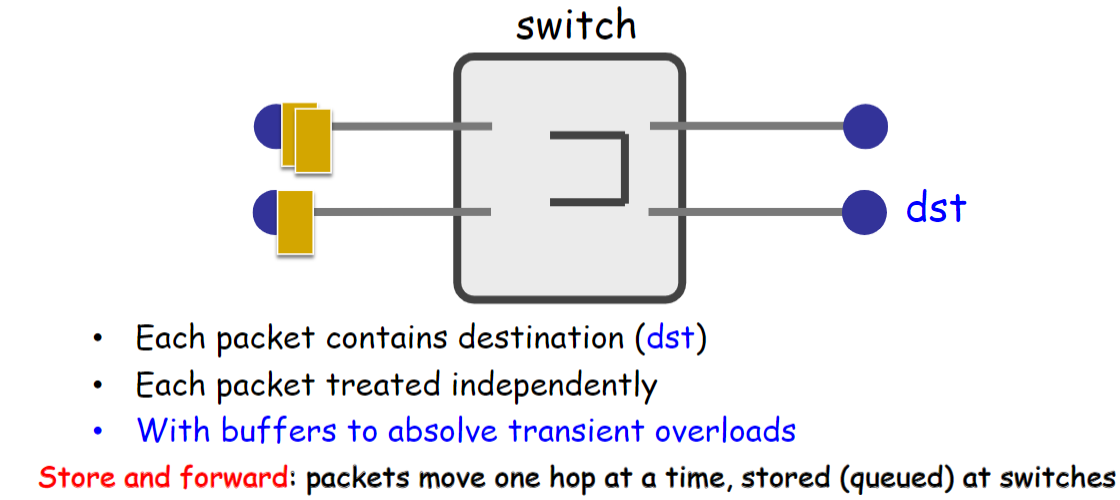 switch
dst
• Each packet contains destination (dst)
• Each packet treated independently
• With buffers to absolve transient overloads
Store and forward: packets move one hop at a time, stored (queued) at switches